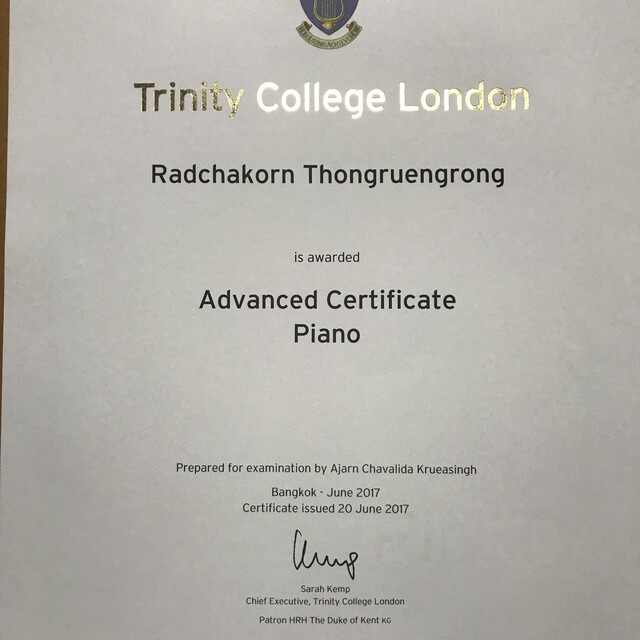 Trinity College London
Radchakorn Thongruengrong
is awarded
Advanced Certificate
Piano
Prepared for examination by Ajarn Chavalida Krueasingh
Bangkok - June 2017
Certificate issued 20 June 2017
Sarah Kemp
Chief Executive, Trinity College London
Patron HRH The Duke of Kent KG